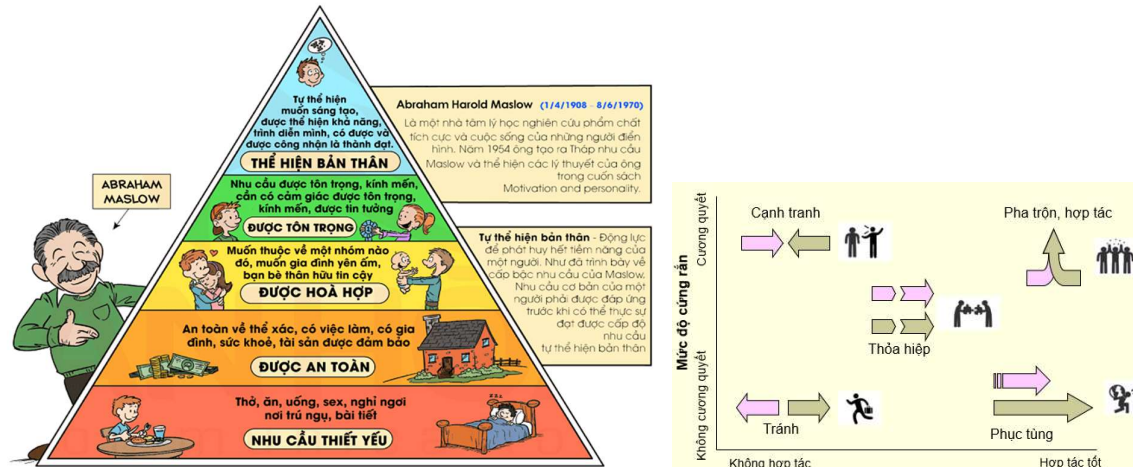 Tự thể hiện
muốn sáng tạo,
được thể hiện khả năng,
trình diễn mình, có được và
được công nhận là thành đạt.
THỂ HIỆN BẢN THÂN
Nhu cầu được tôn trọng, kính mến,
cần có cảm giác được tôn trọng,
kính mến, được tin tưởng
ĐƯỢC TÔN TRỌNG
Muốn thuộc về một nhóm nào
đó, muốn gia đình yên ấm,
bạn bè thân hữu tin cậy
ĐƯỢC HOÀ HỢP
An toàn về thể xác, có việc làm, có gia
đình, sức khoẻ, tài sản được đảm bảo
ĐƯỢC AN TOÀN
Thở, ăn, uống, sex, nghỉ ngơi
nơi trú ngụ, bài tiết
NHU CẦU THIẾT YẾU
ABRAHAM
MASLOW
Abraham Harold Maslow (1/4/1908 - 8/6/1970)
Là một nhà tâm lý học nghiên cứu phẩm chất
tích cực và cuộc sống của những người điển
hình. Năm 1954 ông tạo ra Tháp nhu cầu
Maslow và thể hiện các lý thuyết của ông
trong cuốn sách
Motivation and personality.
Tự thể hiện bản thân - Động lực
để phát huy hết tiềm năng của
một người. Như đã trình bày về
cấp bậc nhu cầu của Maslow.
Nhu cầu cơ bản của một
người phải được đáp ứng
trước khi có thể thực sự
đạt được cấp độ
nhu cầu
tự thể hiện bản thân
Mức độ cứng rắn
Cương quyết
Không cương quyết
Cạnh tranh
Pha trộn, hợp tác
Thỏa hiệp
Tránh
Phục tùng
Không hợp tác
Hợp tác tốt